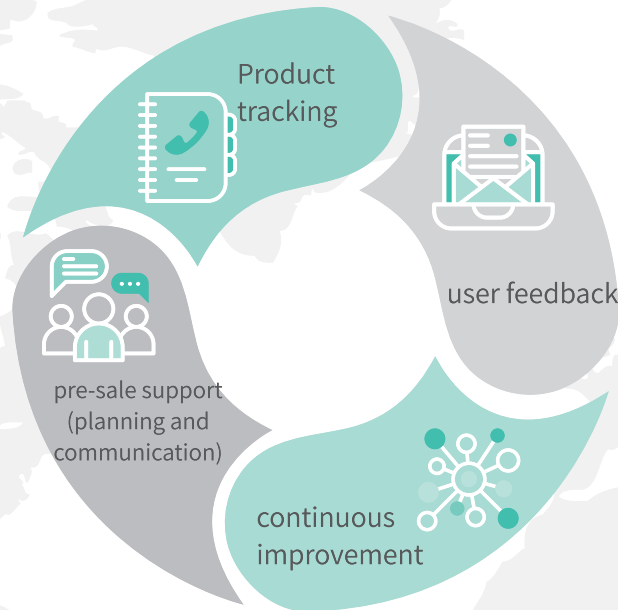 Product
tracking
user feedback
pre-sale support
(planning and
communication)
continuous
improvement